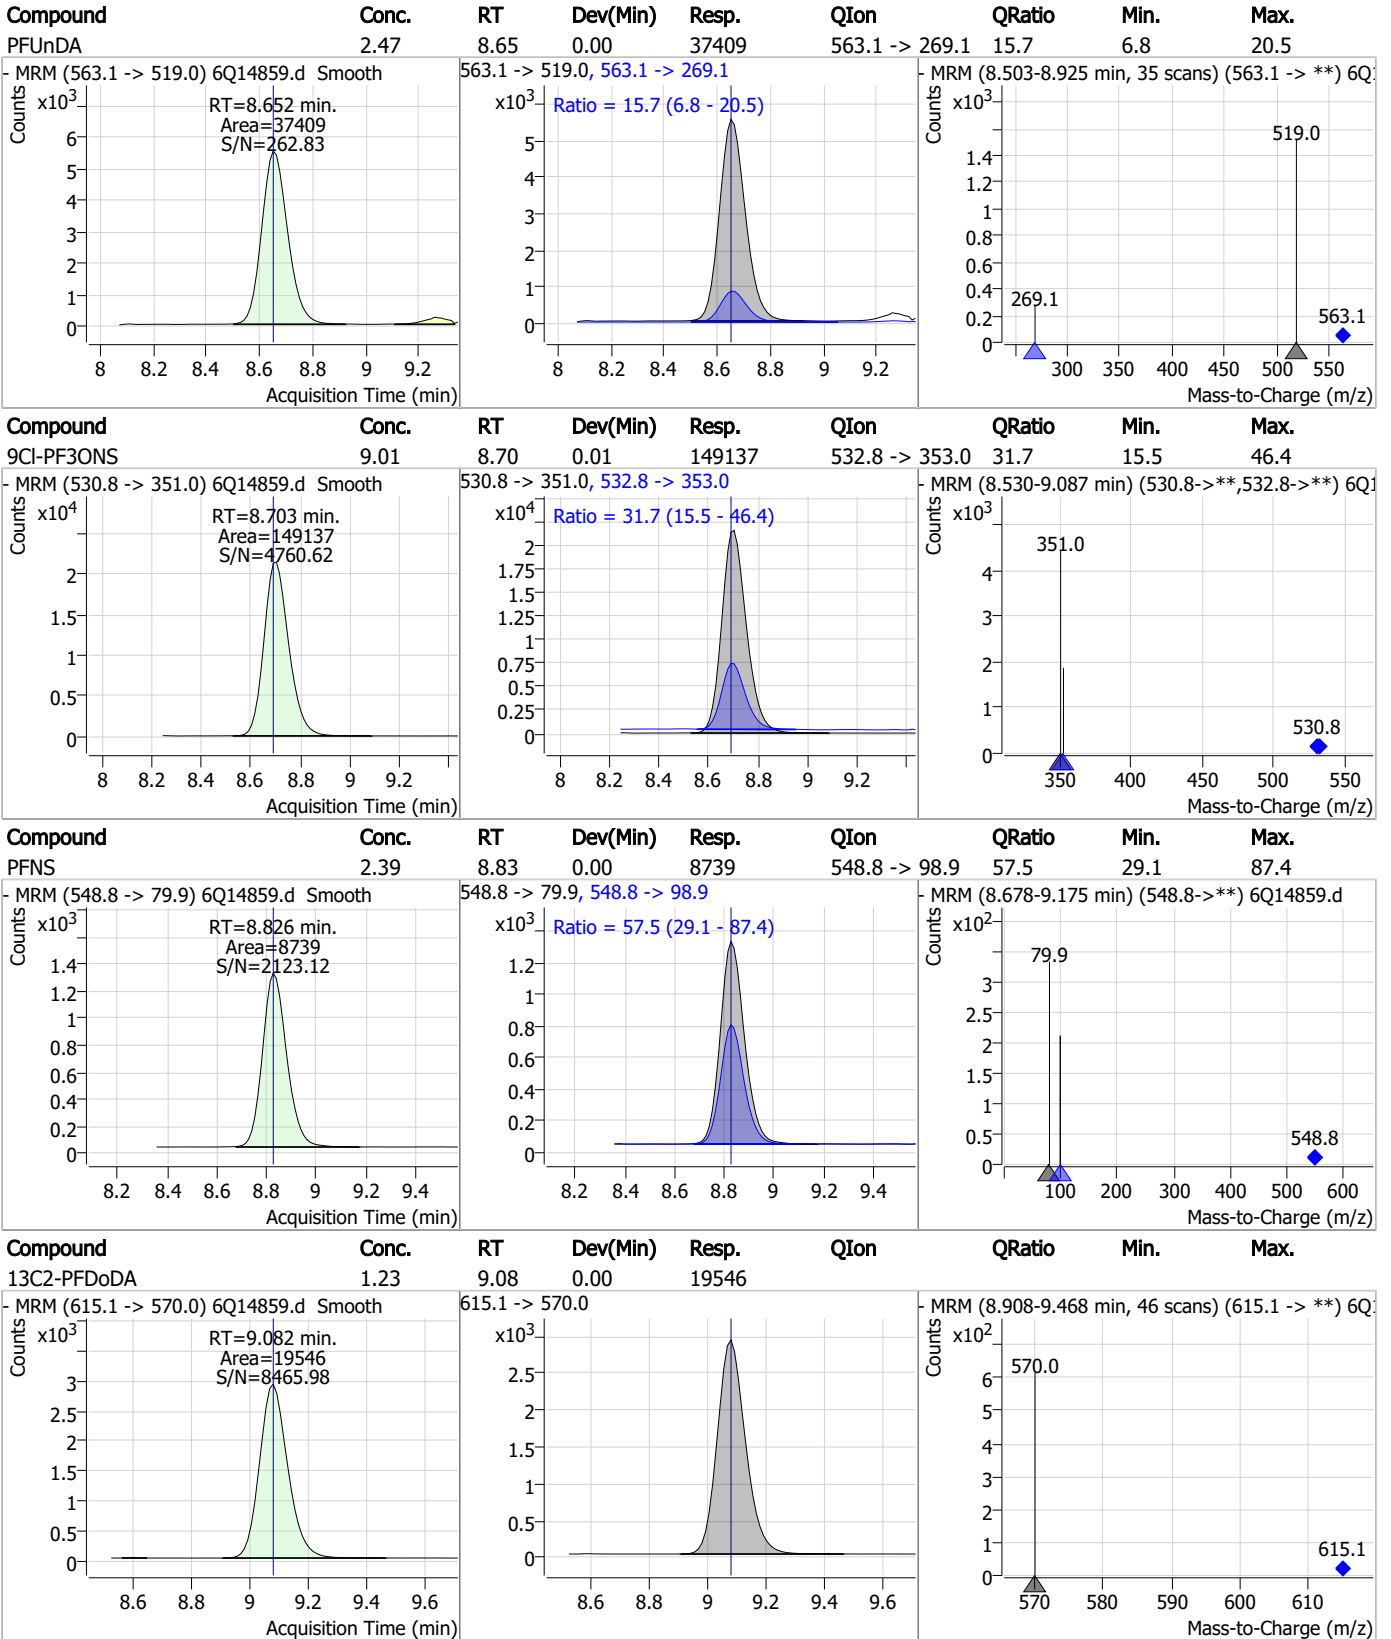 Compound Conc. RT Dev(Min) Resp. QIon QRatio Min. Max.
PFUnDA 2.47 8.65 0.00 37409 563.1 -> 269.1 15.7 6.8 20.5
- MRM (563.1 -> 519.0) 6Q14859.d Smooth
Counts
x10³
RT=8.652 min.
Area=37409
S/N=262.83
6
5
4
3
2
1
0
8 8.2 8.4 8.6 8.8 9 9.2
Acquisition Time (min)
563.1 -> 519.0, 563.1 -> 269.1
x10³
Ratio = 15.7 (6.8 - 20.5)
5
4
3
2
1
0
8 8.2 8.4 8.6 8.8 9 9.2
- MRM (8.503-8.925 min, 35 scans) (563.1 -> **) 6Q1
Counts
x10³
519.0
1.4
1.2
1
0.8
0.6
0.4
0.2
0
269.1
563.1
300 350 400 450 500 550
Mass-to-Charge (m/z)
Compound Conc. RT Dev(Min) Resp. QIon QRatio Min. Max.
9Cl-PF3ONS 9.01 8.70 0.01 149137 532.8 -> 353.0 31.7 15.5 46.4
- MRM (530.8 -> 351.0) 6Q14859.d Smooth
Counts
x10⁴
RT=8.703 min.
Area=149137
S/N=4760.62
2
1.5
1
0.5
0
8 8.2 8.4 8.6 8.8 9 9.2
Acquisition Time (min)
530.8 -> 351.0, 532.8 -> 353.0
x10⁴
Ratio = 31.7 (15.5 - 46.4)
2
1.75
1.5
1.25
1
0.75
0.5
0.25
0
8 8.2 8.4 8.6 8.8 9 9.2
- MRM (8.530-9.087 min) (530.8->**,532.8->**) 6Q1
Counts
x10³
351.0
4
3
2
1
0
530.8
350 400 450 500 550
Mass-to-Charge (m/z)
Compound Conc. RT Dev(Min) Resp. QIon QRatio Min. Max.
PFNS 2.39 8.83 0.00 8739 548.8 -> 98.9 57.5 29.1 87.4
- MRM (548.8 -> 79.9) 6Q14859.d Smooth
Counts
x10³
RT=8.826 min.
Area=8739
S/N=2123.12
1.4
1.2
1
0.8
0.6
0.4
0.2
0
8.2 8.4 8.6 8.8 9 9.2 9.4
Acquisition Time (min)
548.8 -> 79.9, 548.8 -> 98.9
x10³
Ratio = 57.5 (29.1 - 87.4)
1.2
1
0.8
0.6
0.4
0.2
0
8.2 8.4 8.6 8.8 9 9.2 9.4
- MRM (8.678-9.175 min) (548.8->**) 6Q14859.d
Counts
x10²
79.9
3
2.5
2
1.5
1
0.5
0
548.8
100 200 300 400 500 600
Mass-to-Charge (m/z)
Compound Conc. RT Dev(Min) Resp. QIon QRatio Min. Max.
13C2-PFDoDA 1.23 9.08 0.00 19546
- MRM (615.1 -> 570.0) 6Q14859.d Smooth
Counts
x10³
RT=9.082 min.
Area=19546
S/N=8465.98
3
2.5
2
1.5
1
0.5
0
8.6 8.8 9 9.2 9.4 9.6
Acquisition Time (min)
615.1 -> 570.0
x10³
2.5
2
1.5
1
0.5
0
8.6 8.8 9 9.2 9.4 9.6
- MRM (8.908-9.468 min, 46 scans) (615.1 -> **) 6Q1
Counts
x10²
570.0
6
5
4
3
2
1
0
615.1
570 580 590 600 610
Mass-to-Charge (m/z)